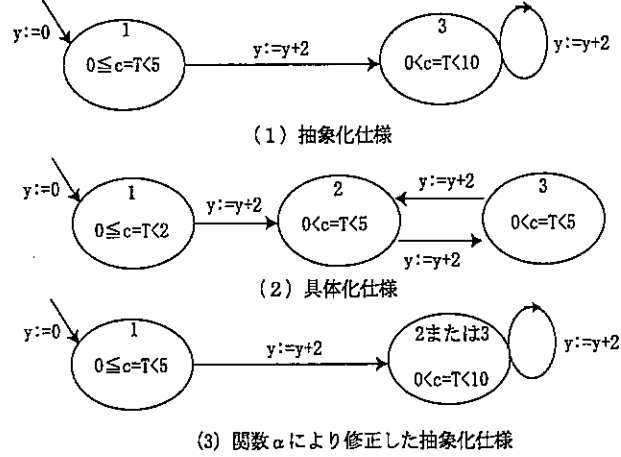 y:=0
1
0≦c=T<5
y:=y+2
3
0<c=T<10
y:=y+2
(1) 抽象化仕様
y:=0
1
0≦c=T<2
y:=y+2
2
0<c=T<5
y:=y+2
y:=y+2
3
0<c=T<5
(2) 具体化仕様
y:=0
1
0≦c=T<5
y:=y+2
2または3
0<c=T<10
y:=y+2
(3) 関数αにより修正した抽象化仕様